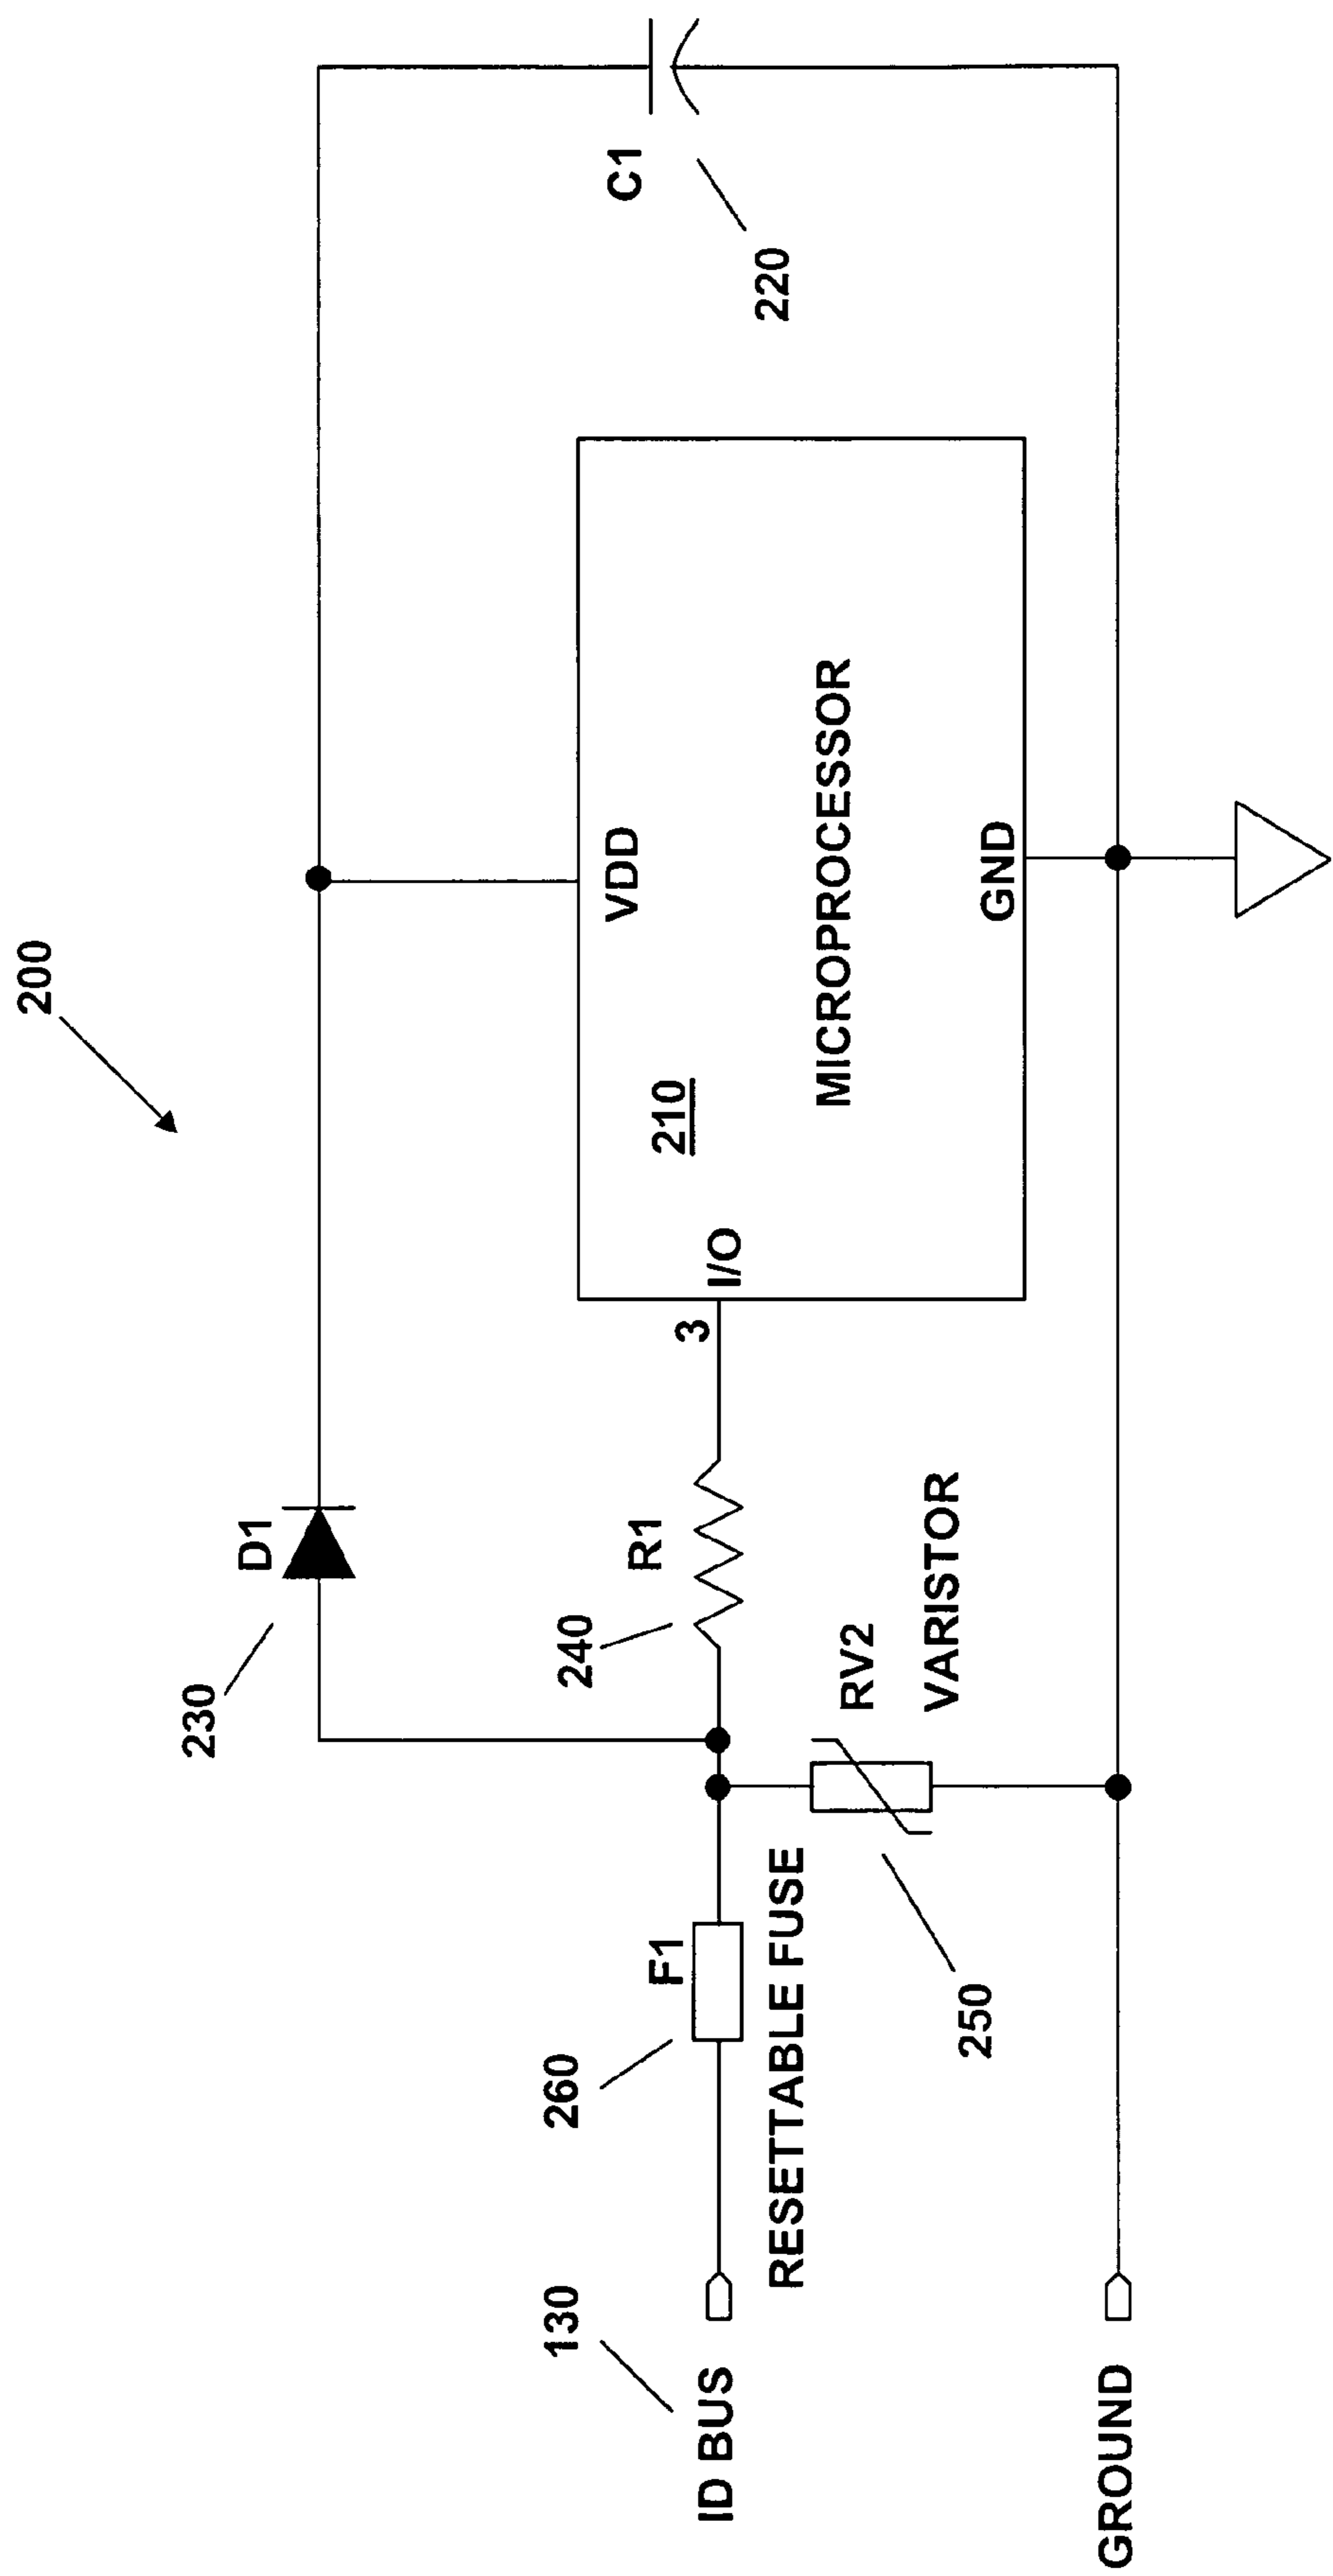 200
230
D1
VDD
C1
220
210
MICROPROCESSOR
I/O
3
GND
240
R1
RV2
VARISTOR
250
260
F1
RESETTABLE FUSE
130
ID BUS
GROUND